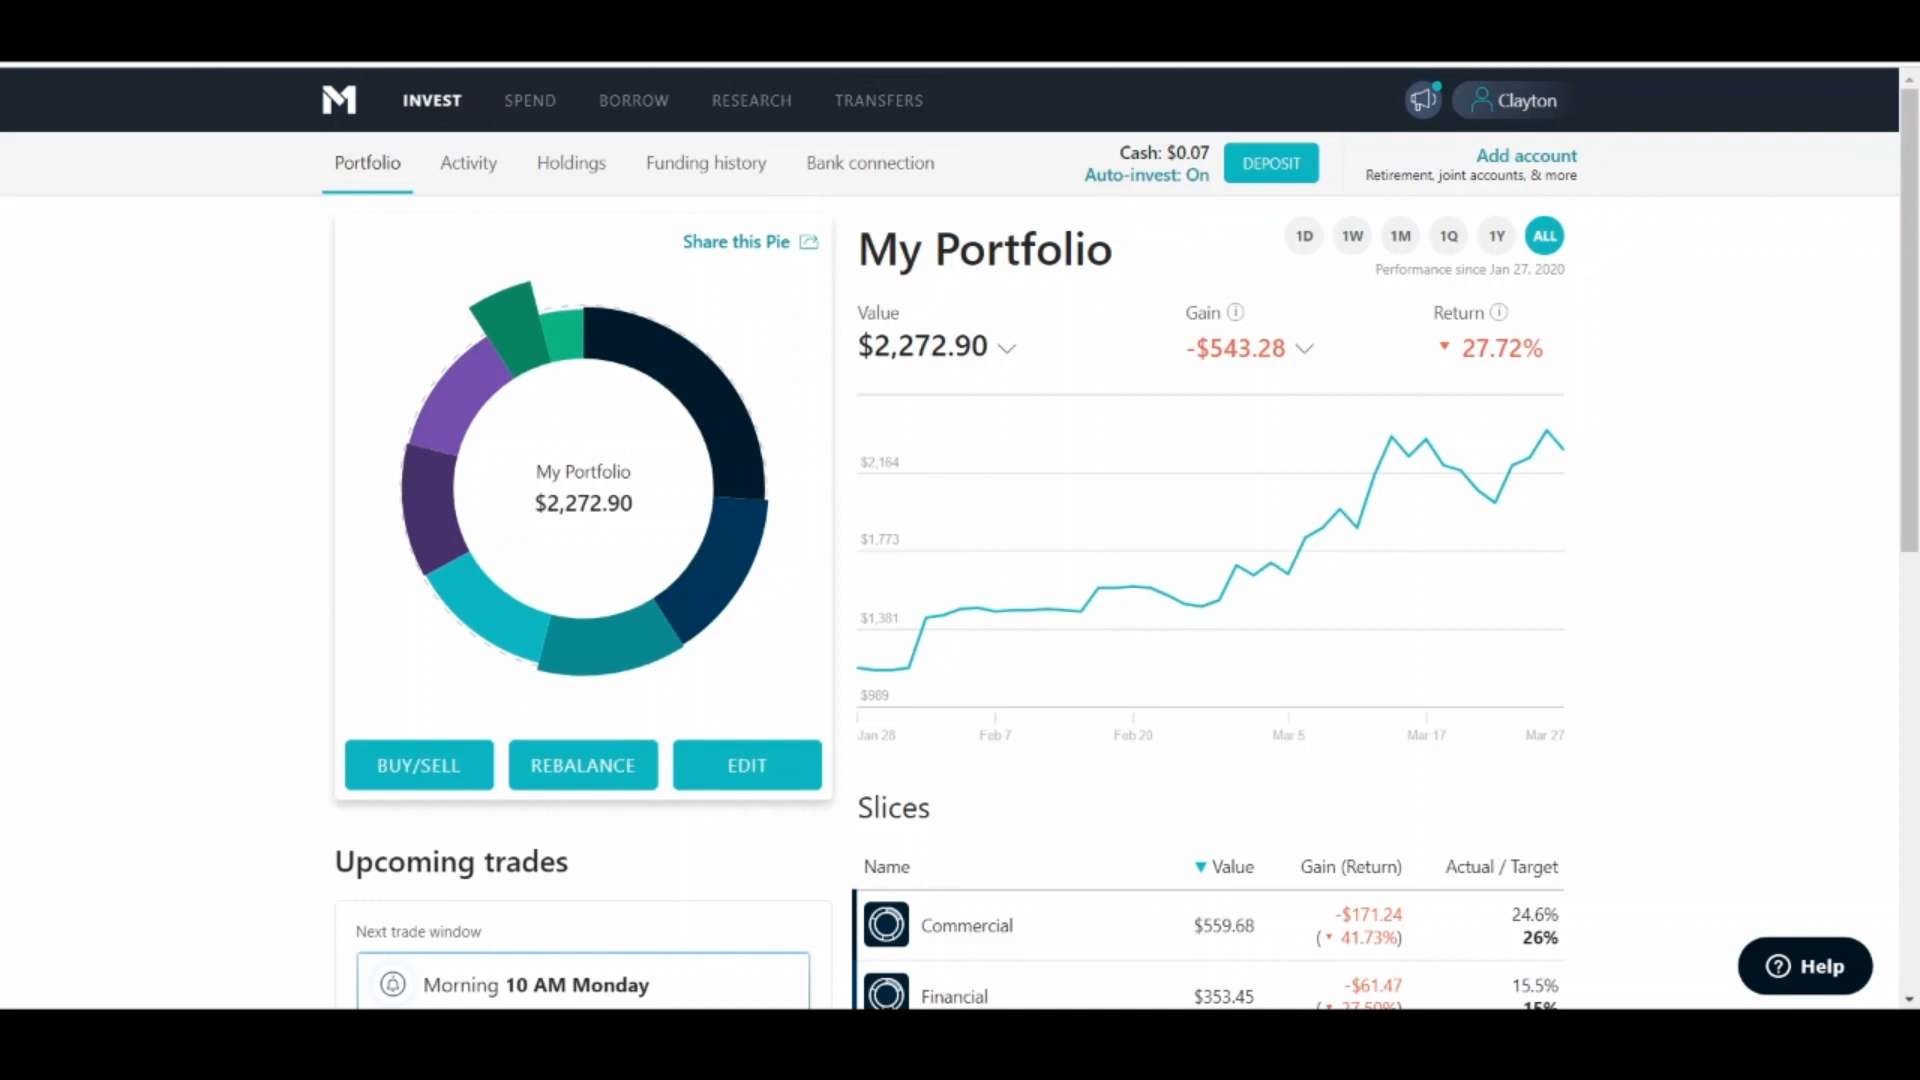 INVEST SPEND BORROW RESEARCH TRANSFERS Clayton
Portfolio Activity Holdings Funding history Bank connection
Cash: $0.07
Auto-invest: On
DEPOSIT
Add account
Retirement, joint accounts, & more
Share this Pie
My Portfolio
$2,272.90
BUY/SELL REBALANCE EDIT
My Portfolio
1D 1W 1M 1Q 1Y ALL
Performance since Jan 27, 2020
Value Gain Return
$2,272.90 -$543.28 ▼ 27.72%
$2,164
$1,773
$1,381
$989
Jan 28 Feb 7 Feb 20 Mar 5 Mar 17 Mar 27
Upcoming trades
Next trade window
Morning 10 AM Monday
Slices
Name ▼ Value Gain (Return) Actual / Target
Commercial $559.68 -$171.24 24.6%
(▼ 41.73%) 26%
Financial $353.45 -$61.47 15.5%
(▼ 27.50%) 15%
Help